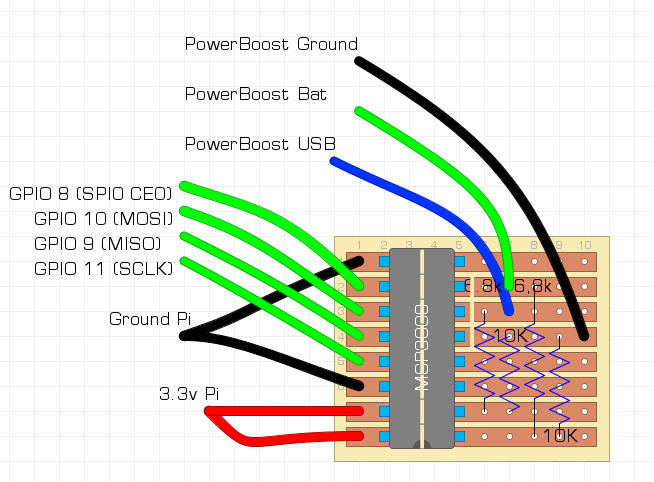 PowerBoost Ground
PowerBoost Bat
PowerBoost USB
GPIO 8 (SPIO CEO)
GPIO 10 (MOSI)
GPIO 9 (MISO)
GPIO 11 (SCLK)
Ground Pi
3.3v Pi
1 2 3 4 5 6 7 8 9 10
6.8k 6.8k
10K
MCP3008
10K